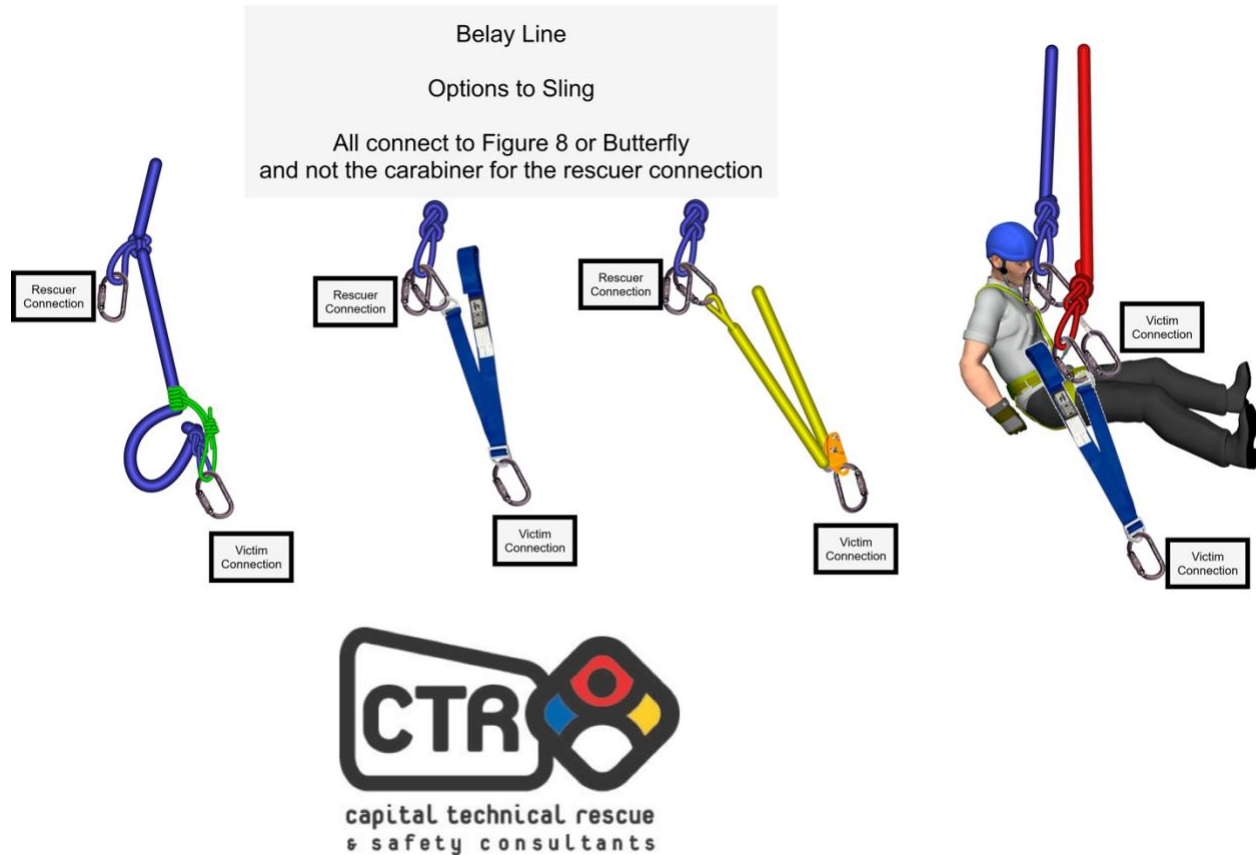 Belay Line
Options to Sling
All connect to Figure 8 or Butterfly
and not the carabiner for the rescuer connection
Rescuer
Connection
Victim
Connection
Rescuer
Connection
Victim
Connection
Rescuer
Connection
Victim
Connection
Victim
Connection
Victim
Connection
CTR
capital technical rescue
& safety consultants